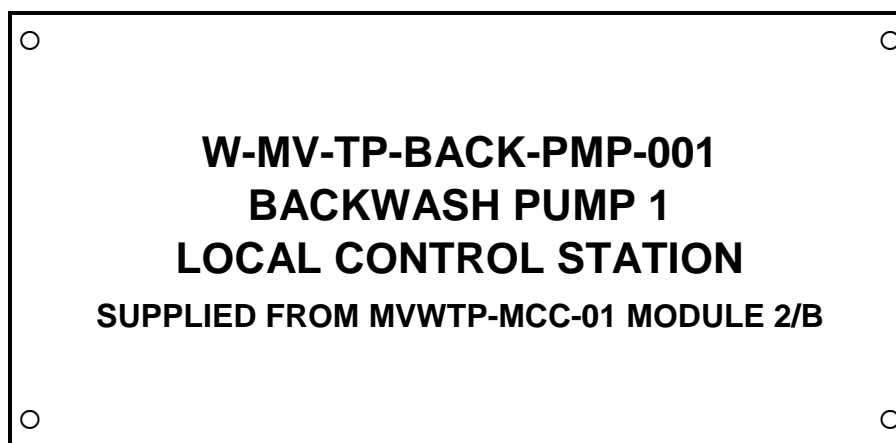 W-MV-TP-BACK-PMP-001
BACKWASH PUMP 1
LOCAL CONTROL STATION
SUPPLIED FROM MVWTP-MCC-01 MODULE 2/B